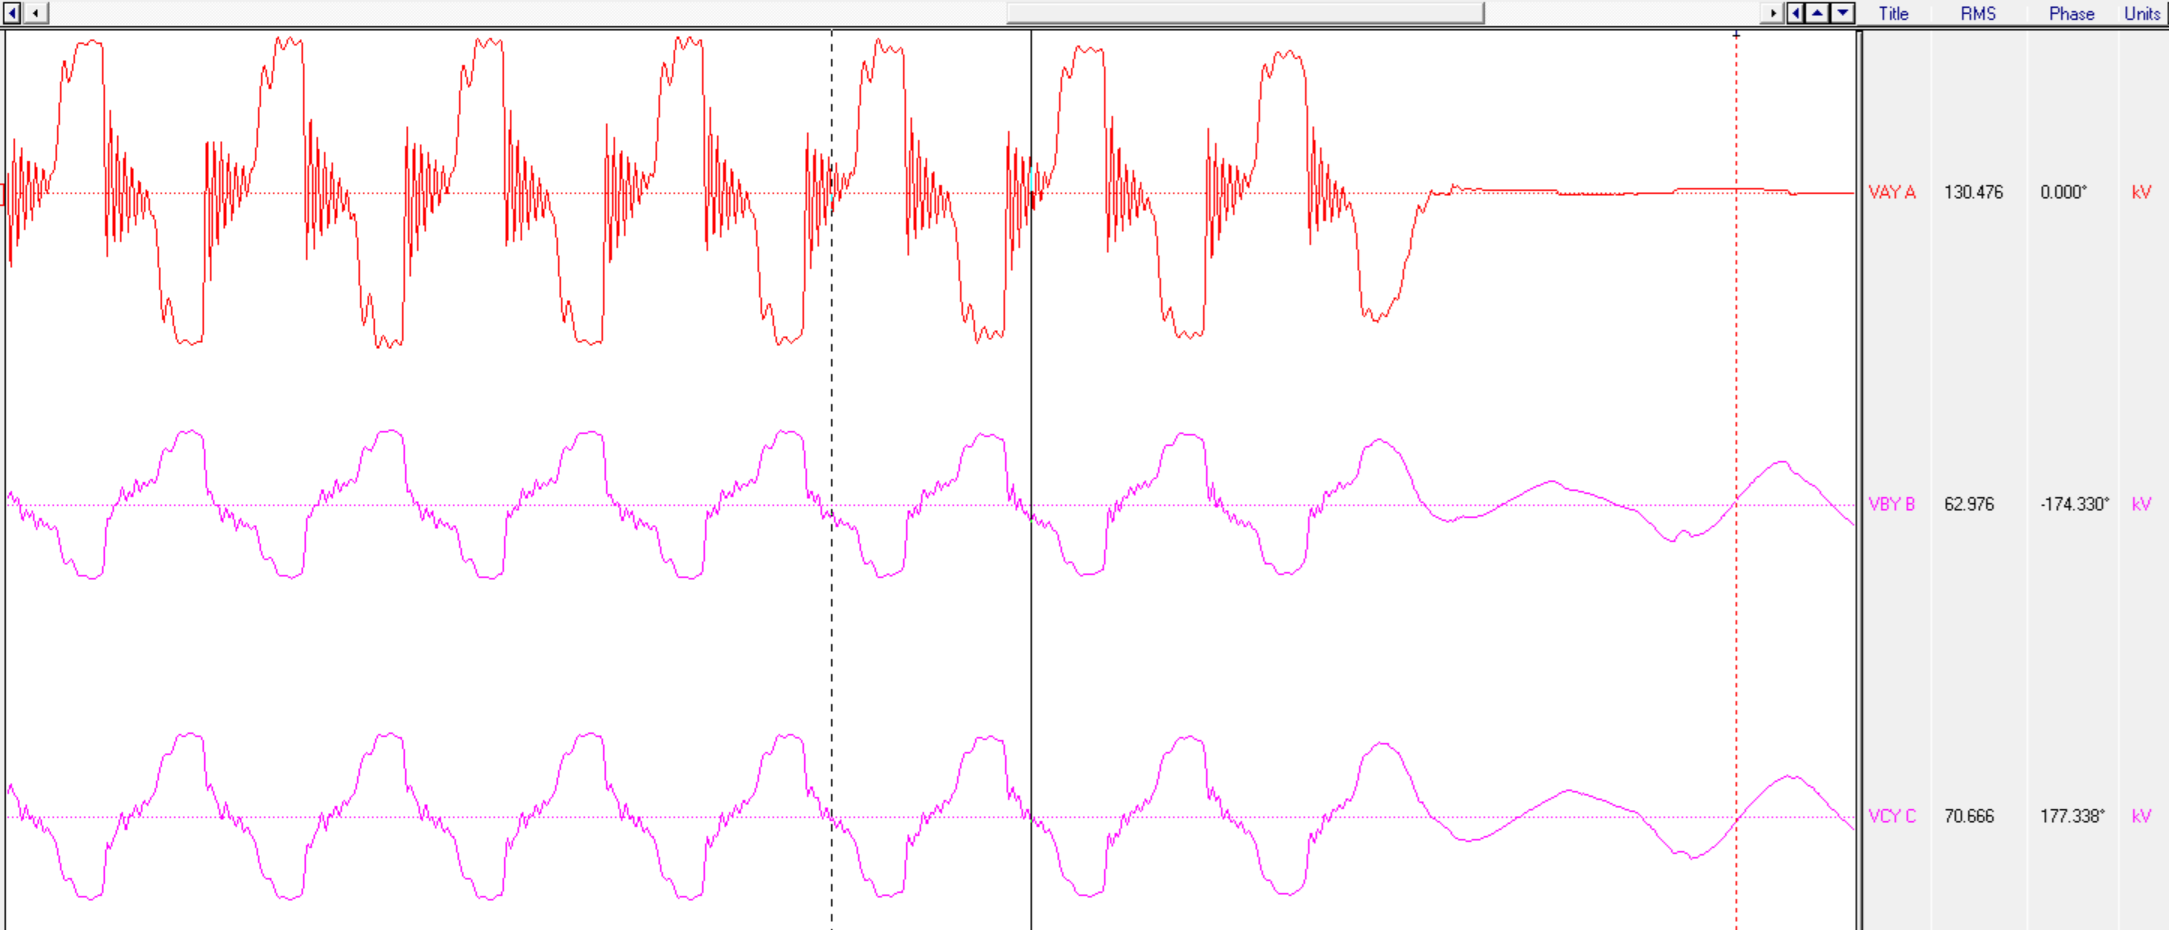 Title RMS Phase Units
VAY A 130.476 0.000° kV
VBY B 62.976 -174.330° kV
VCY C 70.666 177.338° kV